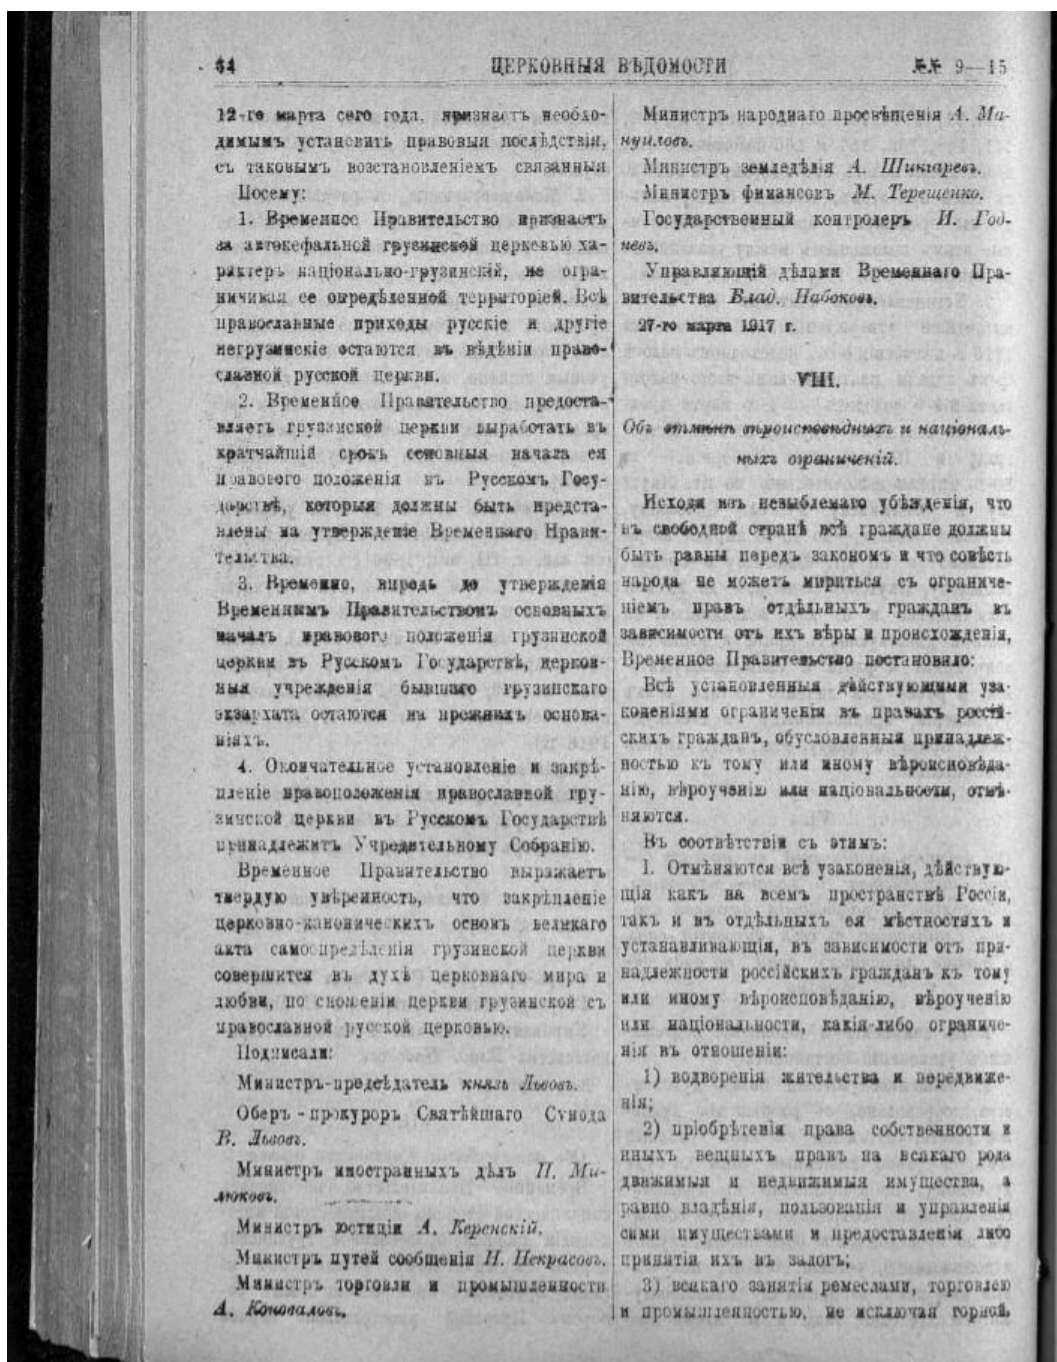 64 ЦЕРКОВНЫЯ ВѢДОМОСТИ №№ 9—15
12-го марта сего года, признаетъ необхо-
димымъ установить правовыя послѣдствія,
съ таковымъ возстановленіемъ связанныя
Посему:
1. Временное Правительство признаетъ
за автокефальной грузинской церковью ха-
рактеръ національно-грузинскій, не огра-
ничивая ее опредѣленной территоріей. Всѣ
православные приходы русскіе и другіе
негрузинскіе остаются въ вѣдѣніи право-
славной русской церкви.
2. Временное Правительство предоста-
вляетъ грузинской церкви выработать въ
кратчайшій срокъ основныя начала ея
правового положенія въ Русскомъ Госу-
дарствѣ, которыя должны быть предста-
влены на утвержденіе Временнаго Прави-
тельства.
3. Временно, впредь до утвержденія
Временнымъ Правительствомъ основныхъ
началъ правового положенія грузинской
церкви въ Русскомъ Государствѣ, церков-
ныя учрежденія бывшаго грузинскаго
экзархата остаются на прежнихъ основа-
ніяхъ.
4. Окончательное установленіе и закрѣ-
пленіе правоположенія православной гру-
зинской церкви въ Русскомъ Государствѣ
принадлежитъ Учредительному Собранію.
Временное Правительство выражаетъ
твердую увѣренность, что закрѣпленіе
церковно-каноническихъ основъ великаго
акта самоопредѣленія грузинской церкви
совершится въ духѣ церковнаго мира и
любви, по сношеніи церкви грузинской съ
православной русской церковью.
Подписали:
Министръ-предсѣдатель князь Львовъ.
Оберъ-прокуроръ Святѣйшаго Сѵнода
В. Львовъ.
Министръ иностранныхъ дѣлъ П. Ми-
люковъ.
Министръ юстиціи А. Керенскій.
Министръ путей сообщенія Н. Некрасовъ.
Министръ торговли и промышленности
А. Коноваловъ.
Министръ народнаго просвѣщенія А. Ма-
нуиловъ.
Министръ земледѣлія А. Шингаревъ.
Министръ финансовъ М. Терещенко.
Государственный контролеръ И. Год-
невъ.
Управляющій дѣлами Временнаго Пра-
вительства Влад. Набоковъ.
27-го марта 1917 г.
VIII.
Объ отмѣнѣ вѣроисповѣдныхъ и націоналъ-
ныхъ ограниченій.
Исходя изъ незыблемаго убѣжденія, что
въ свободной странѣ всѣ граждане должны
быть равны передъ закономъ и что совѣсть
народа не можетъ мириться съ ограниче-
ніемъ правъ отдѣльныхъ гражданъ въ
зависимости отъ ихъ вѣры и происхожденія,
Временное Правительство постановило:
Всѣ установленныя дѣйствующими уза-
коненіями ограниченія въ правахъ россій-
скихъ гражданъ, обусловленныя принадлеж-
ностью къ тому или иному вѣроисповѣда-
нію, вѣроученію или національности, отмѣ-
няются.
Въ соотвѣтствіи съ этимъ:
1. Отмѣняются всѣ узаконенія, дѣйствую-
щія какъ на всемъ пространствѣ Россіи,
такъ и въ отдѣльныхъ ея мѣстностяхъ и
устанавливающія, въ зависимости отъ при-
надлежности россійскихъ гражданъ къ тому
или иному вѣроисповѣданію, вѣроученію
или національности, какія-либо ограниче-
нія въ отношеніи:
1) водворенія жительства и передвиже-
нія;
2) пріобрѣтенія права собственности и
иныхъ вещныхъ правъ на всякаго рода
движимыя и недвижимыя имущества, а
равно владѣнія, пользованія и управленія
сими имуществами и предоставленія либо
принятія ихъ въ залогъ;
3) всякаго занятія ремеслами, торговлею
и промышленностью, не исключая горной,